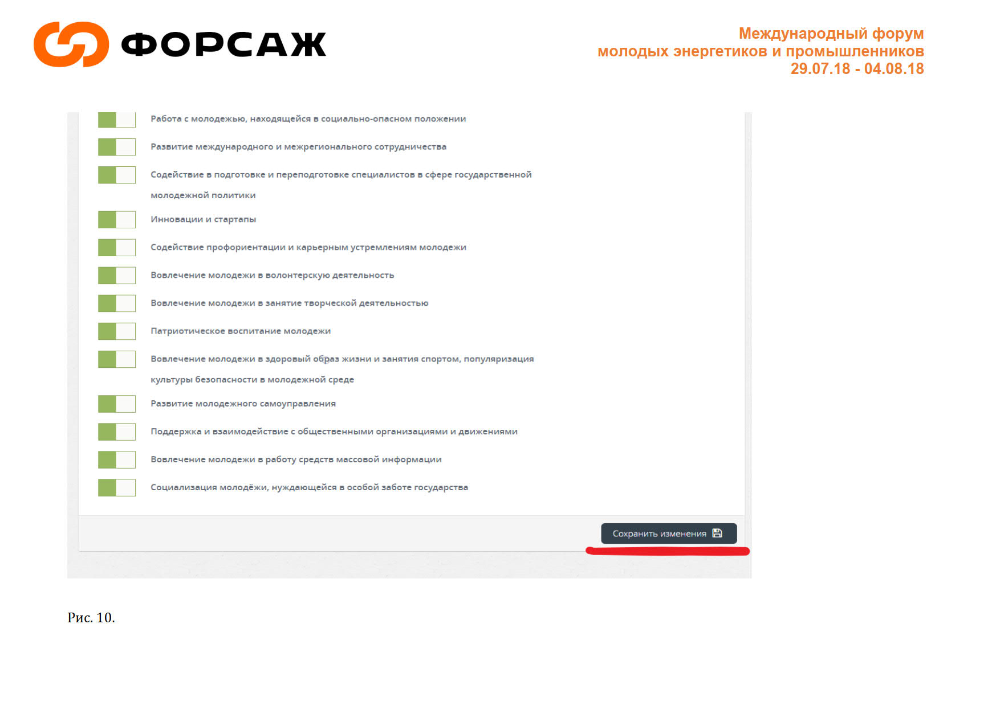 ФОРСАЖ
Международный форум
молодых энергетиков и промышленников
29.07.18 - 04.08.18
Работа с молодежью, находящейся в социально-опасном положении
Развитие международного и межрегионального сотрудничества
Содействие в подготовке и переподготовке специалистов в сфере государственной
молодежной политики
Инновации и стартапы
Содействие профориентации и карьерным устремлениям молодежи
Вовлечение молодежи в волонтерскую деятельность
Вовлечение молодежи в занятие творческой деятельностью
Патриотическое воспитание молодежи
Вовлечение молодежи в здоровый образ жизни и занятия спортом, популяризация
культуры безопасности в молодежной среде
Развитие молодежного самоуправления
Поддержка и взаимодействие с общественными организациями и движениями
Вовлечение молодежи в работу средств массовой информации
Социализация молодёжи, нуждающейся в особой заботе государства
Сохранить изменения
Рис. 10.